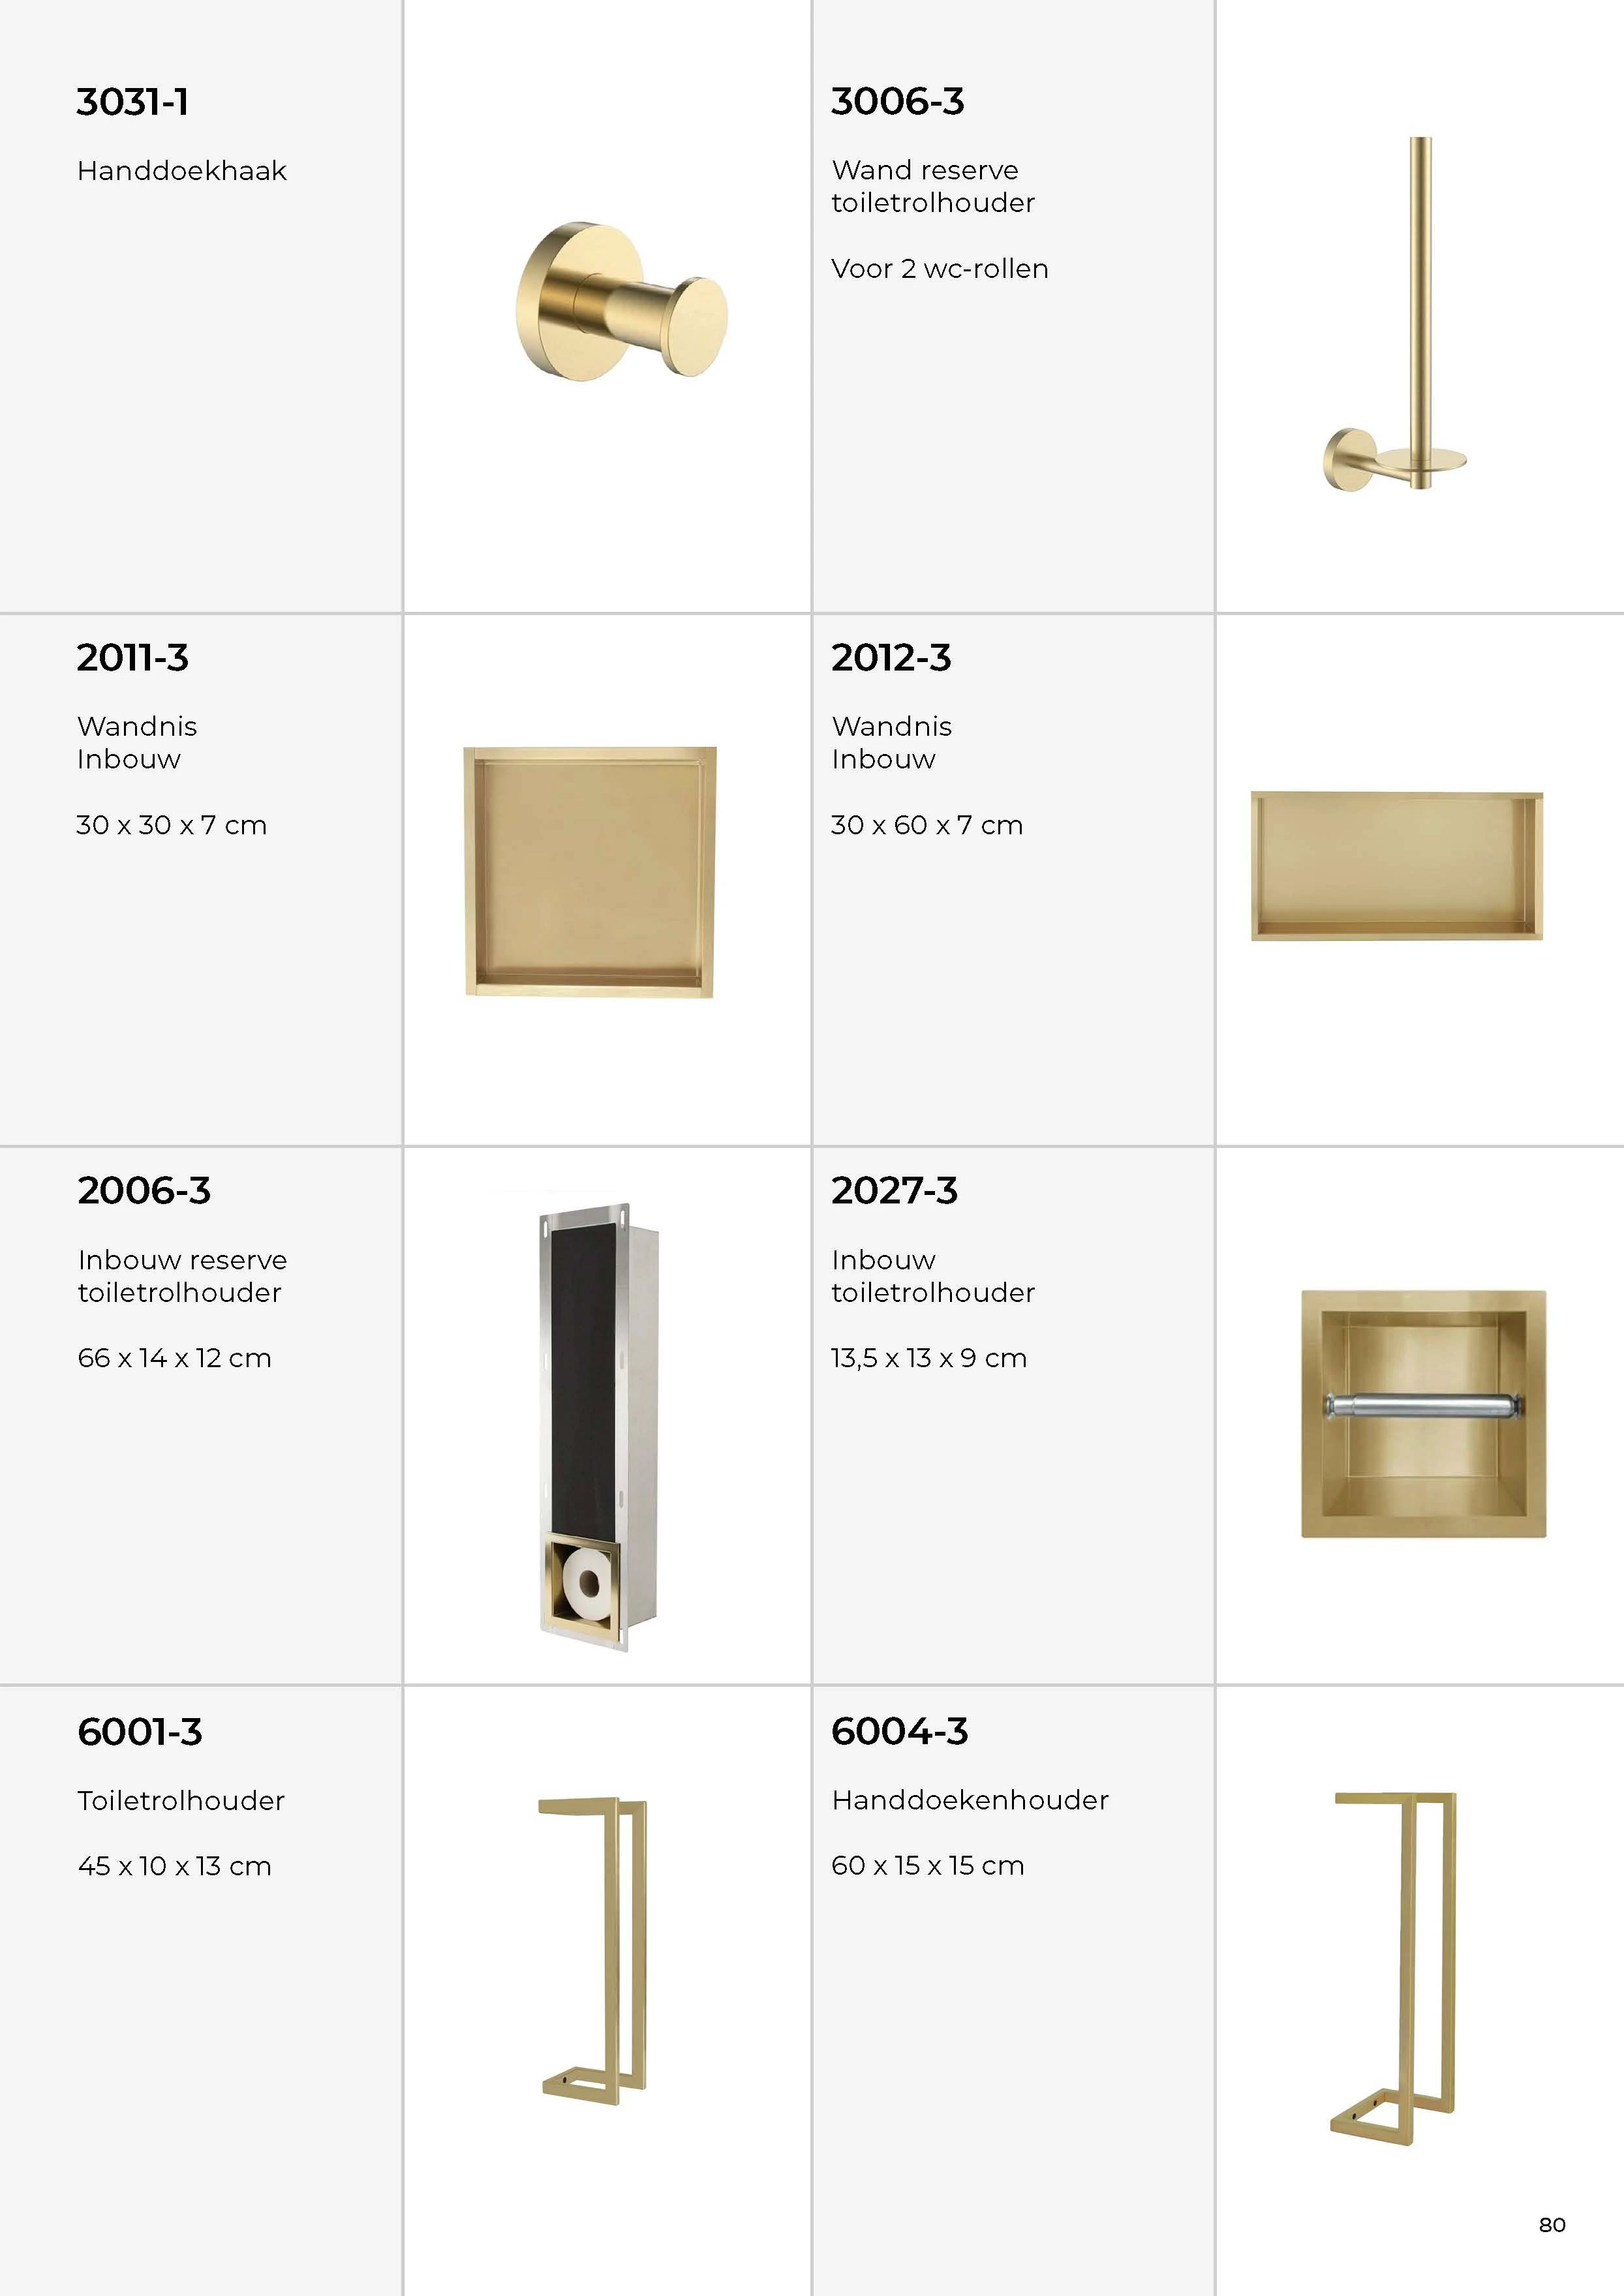 3031-1
Handdoekhaak
3006-3
Wand reserve
toiletrolhouder
Voor 2 wc-rollen
2011-3
Wandnis
Inbouw
30 x 30 x 7 cm
2012-3
Wandnis
Inbouw
30 x 60 x 7 cm
2006-3
Inbouw reserve
toiletrolhouder
66 x 14 x 12 cm
2027-3
Inbouw
toiletrolhouder
13,5 x 13 x 9 cm
6001-3
Toiletrolhouder
45 x 10 x 13 cm
6004-3
Handdoekenhouder
60 x 15 x 15 cm
80